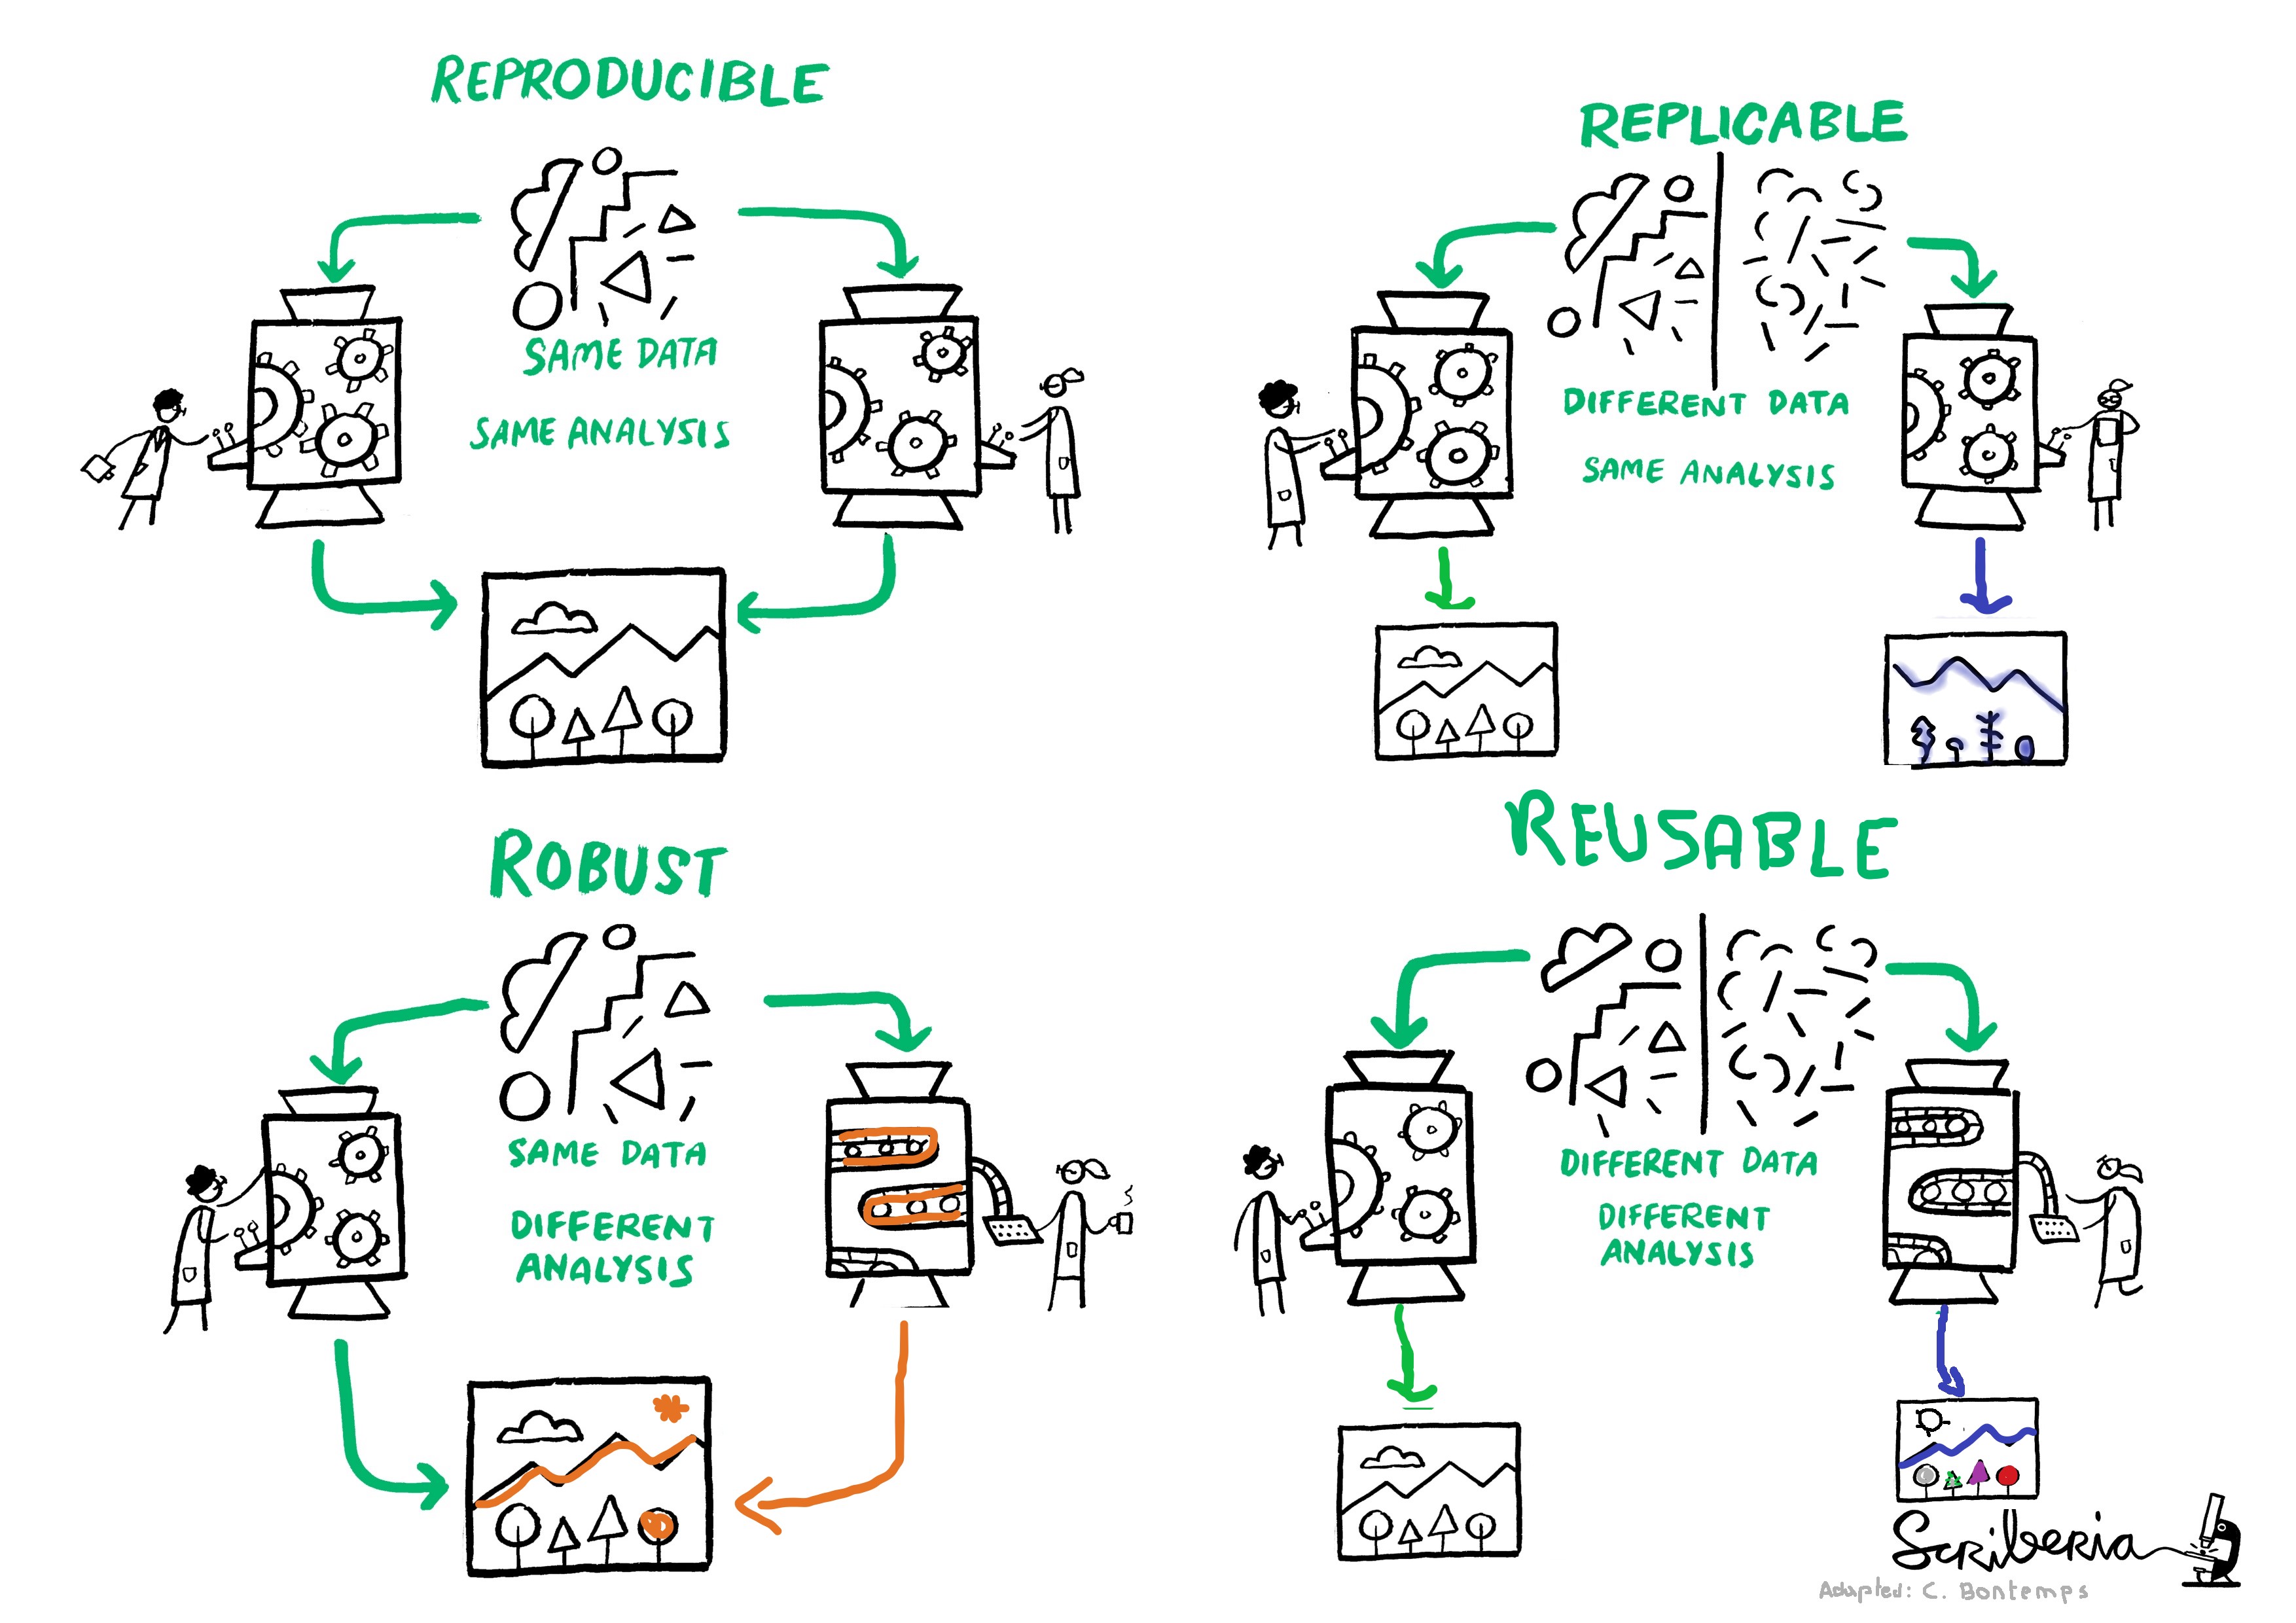 REPRODUCIBLE
SAME DATA
SAME ANALYSIS
REPLICABLE
DIFFERENT DATA
SAME ANALYSIS
ROBUST
SAME DATA
DIFFERENT
ANALYSIS
REUSABLE
DIFFERENT DATA
DIFFERENT
ANALYSIS
Scriberia
Adapted: C. Bontemps